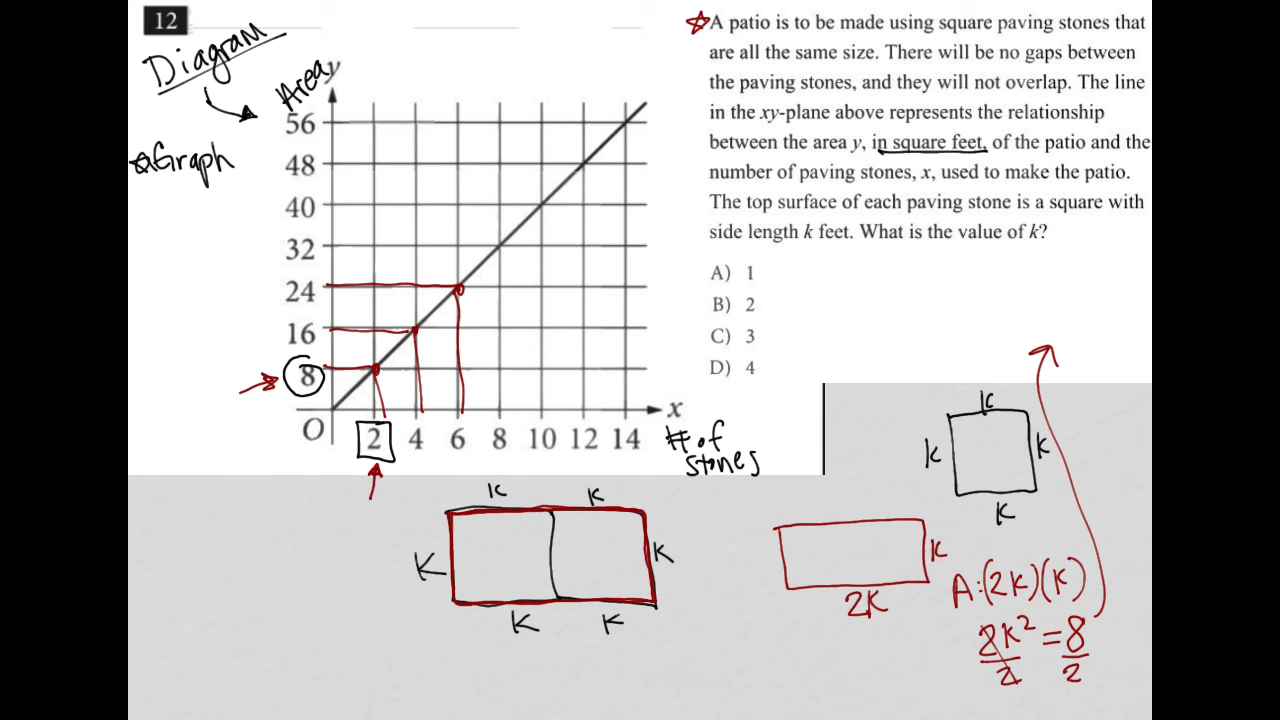 12
Diagram
Graph
Area y
56
48
40
32
24
16
8
O 2 4 6 8 10 12 14 x
# of
stones
A patio is to be made using square paving stones that
are all the same size. There will be no gaps between
the paving stones, and they will not overlap. The line
in the xy-plane above represents the relationship
between the area y, in square feet, of the patio and the
number of paving stones, x, used to make the patio.
The top surface of each paving stone is a square with
side length k feet. What is the value of k?
A) 1
B) 2
C) 3
D) 4
K
K K
K
K K
K K
K K
K
2K
A:(2K)(K)
2K² = 8
2 2